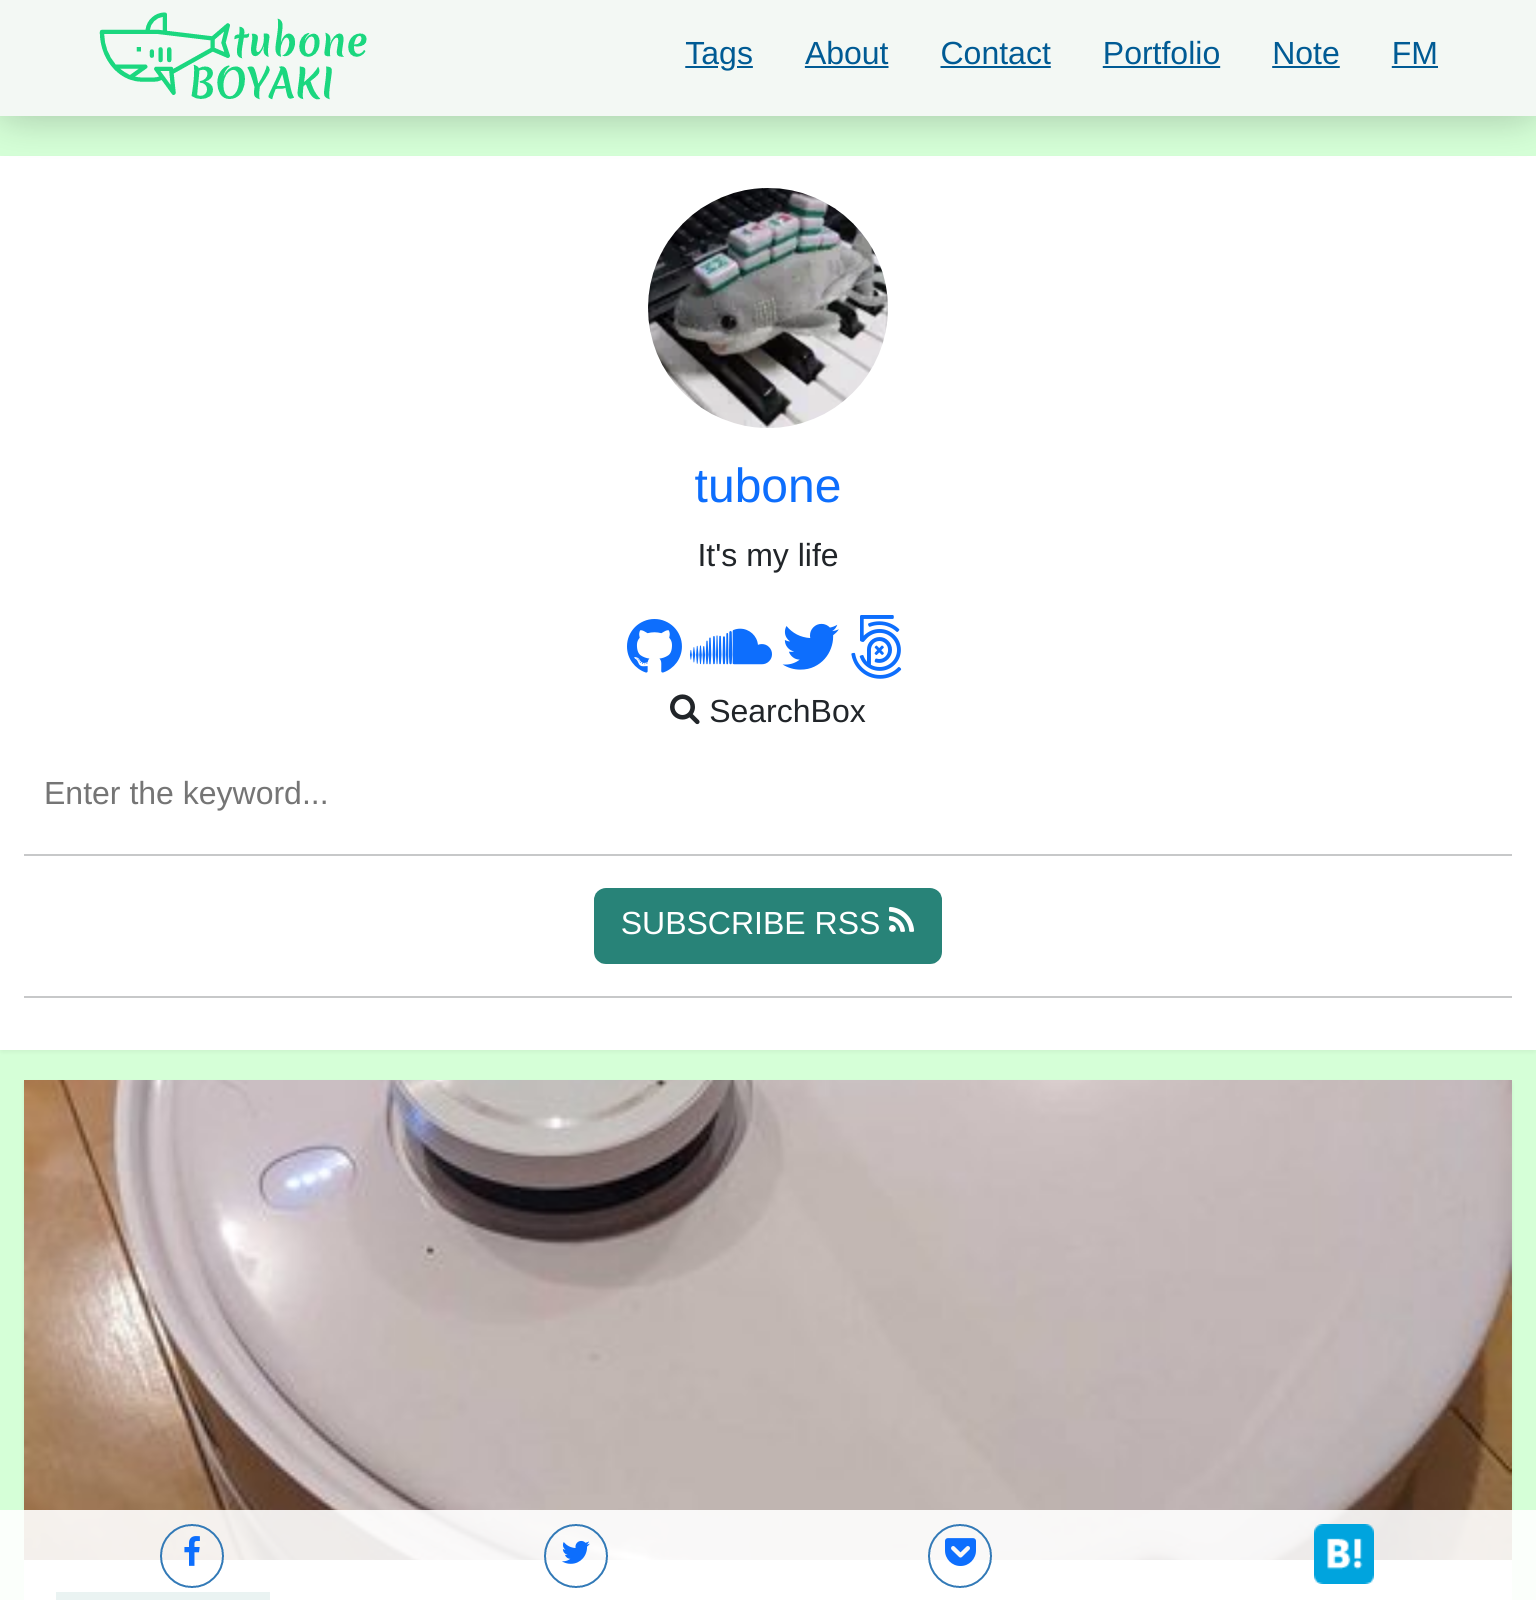 tubone
BOYAKI
Tags About Contact Portfolio Note FM
tubone
It's my life
SearchBox
Enter the keyword...
SUBSCRIBE RSS
B!